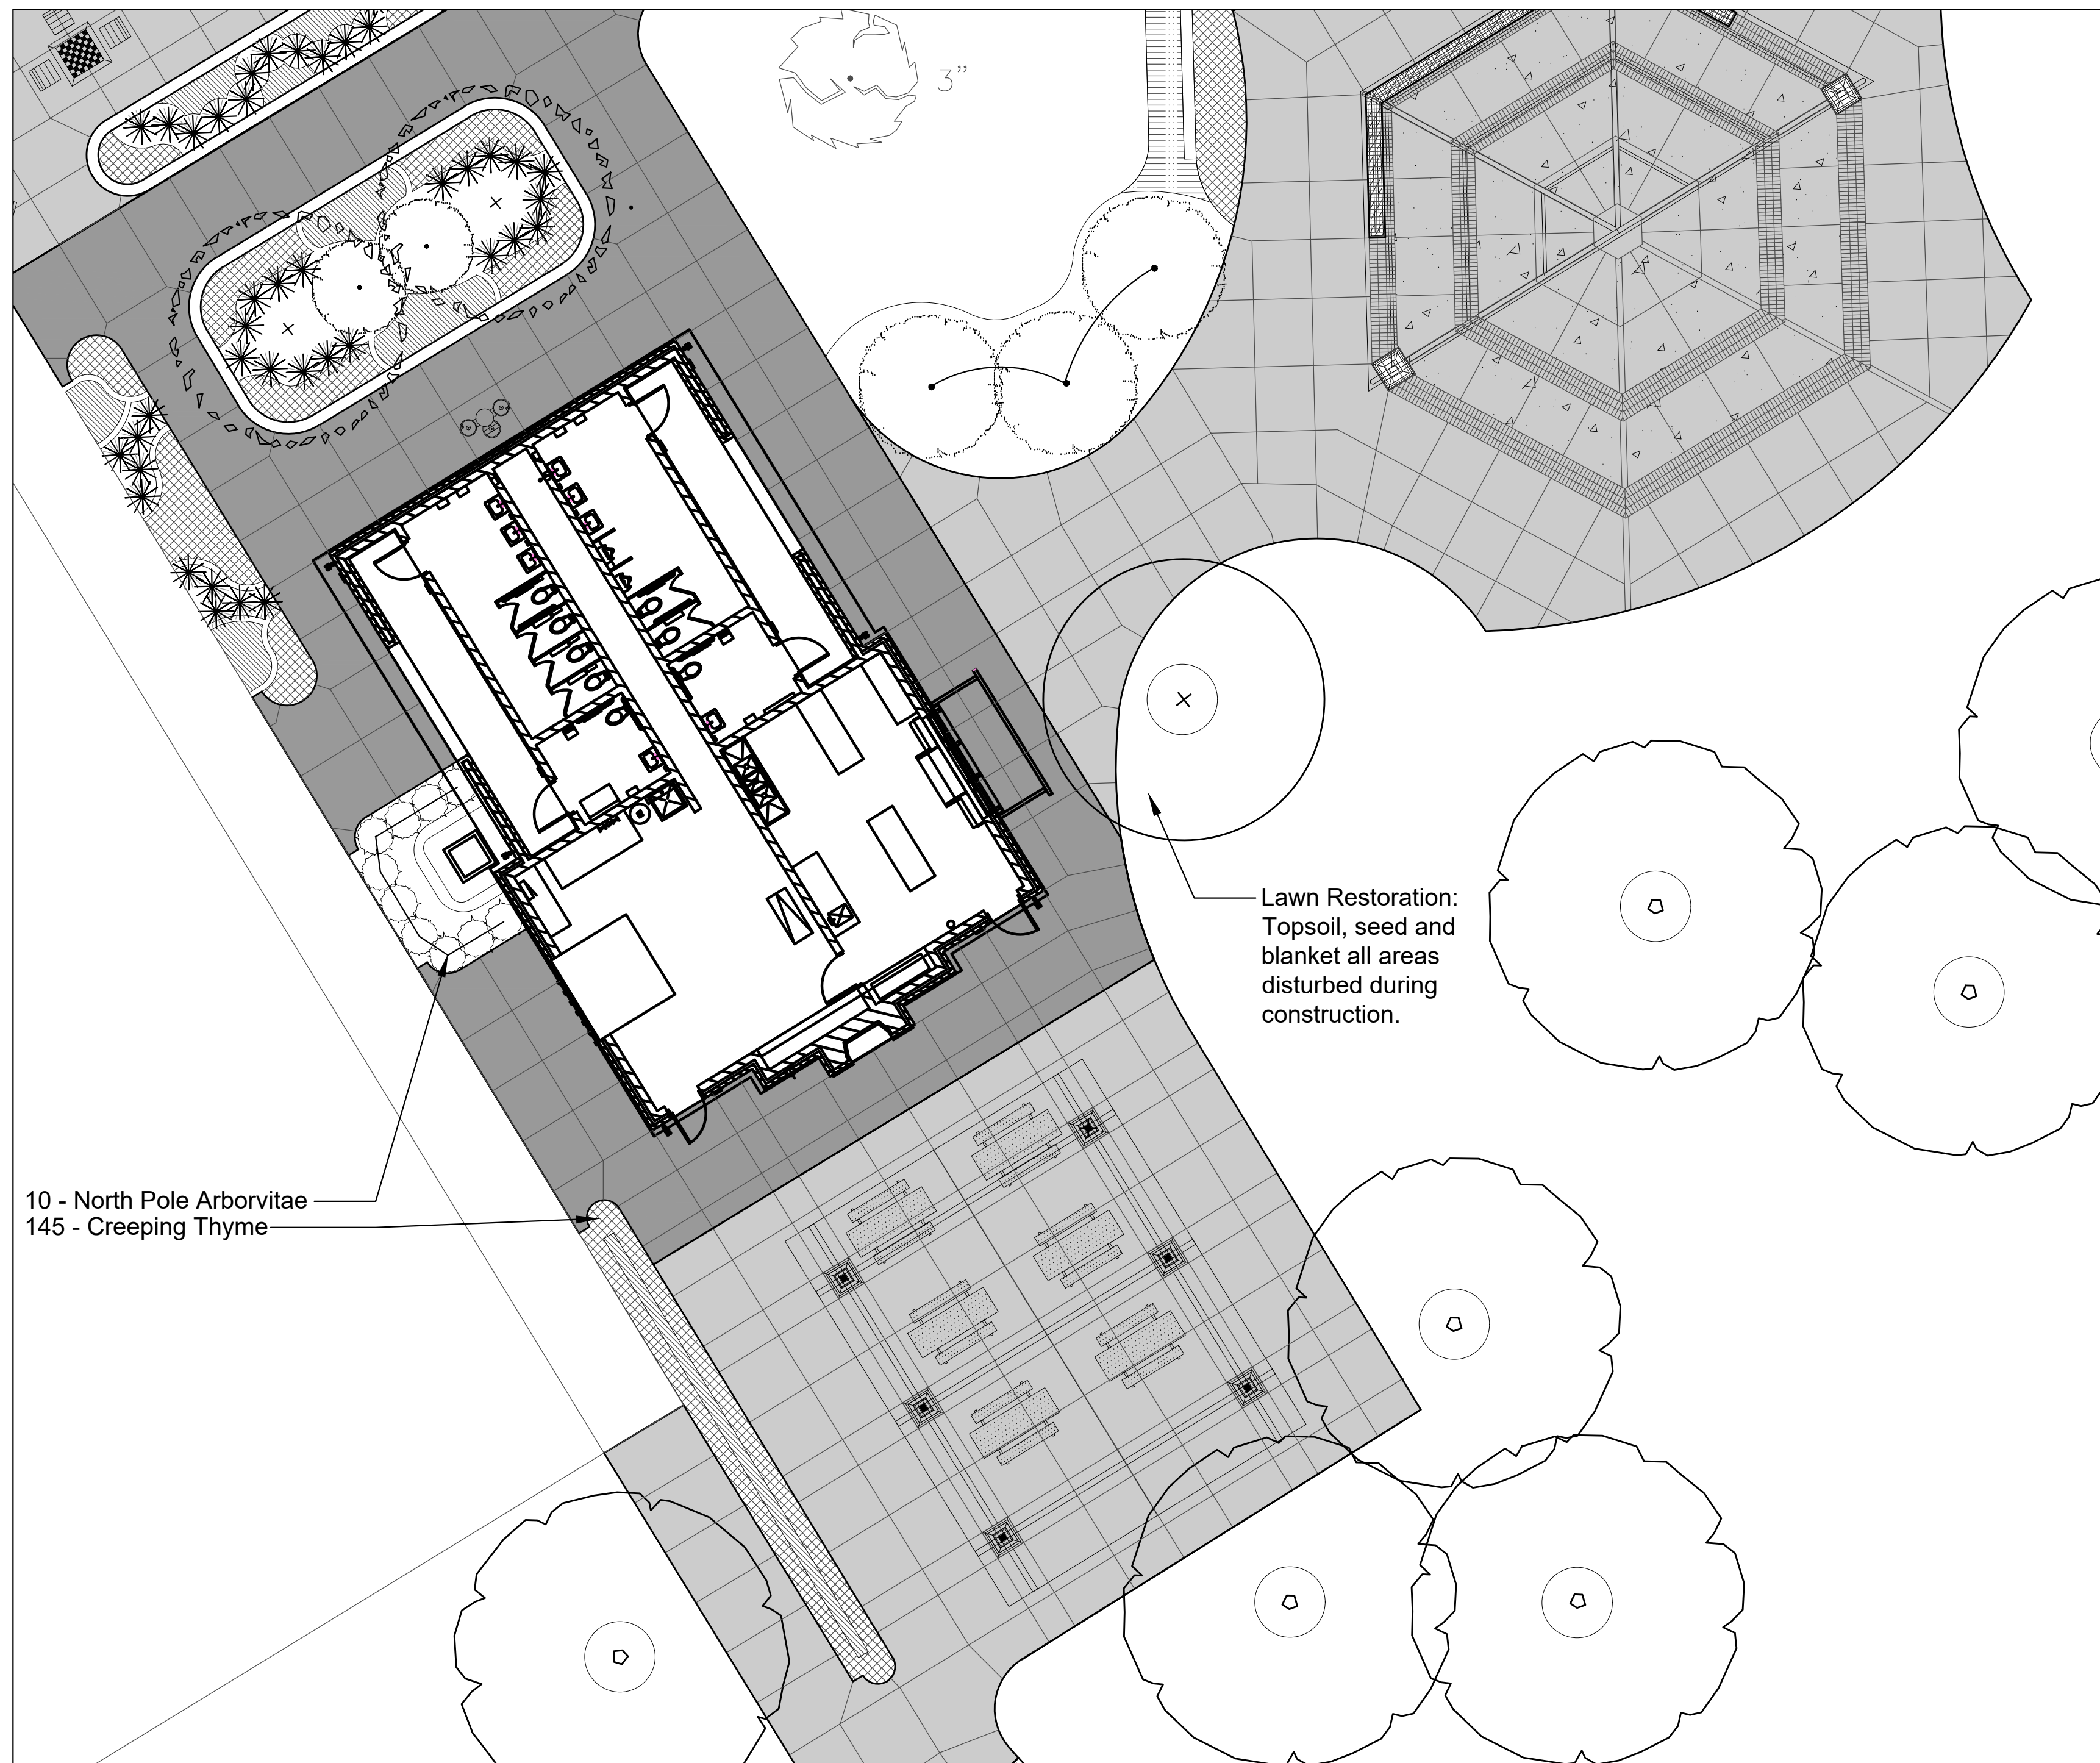 3”
Lawn Restoration:
Topsoil, seed and
blanket all areas
disturbed during
construction.
10 - North Pole Arborvitae
145 - Creeping Thyme